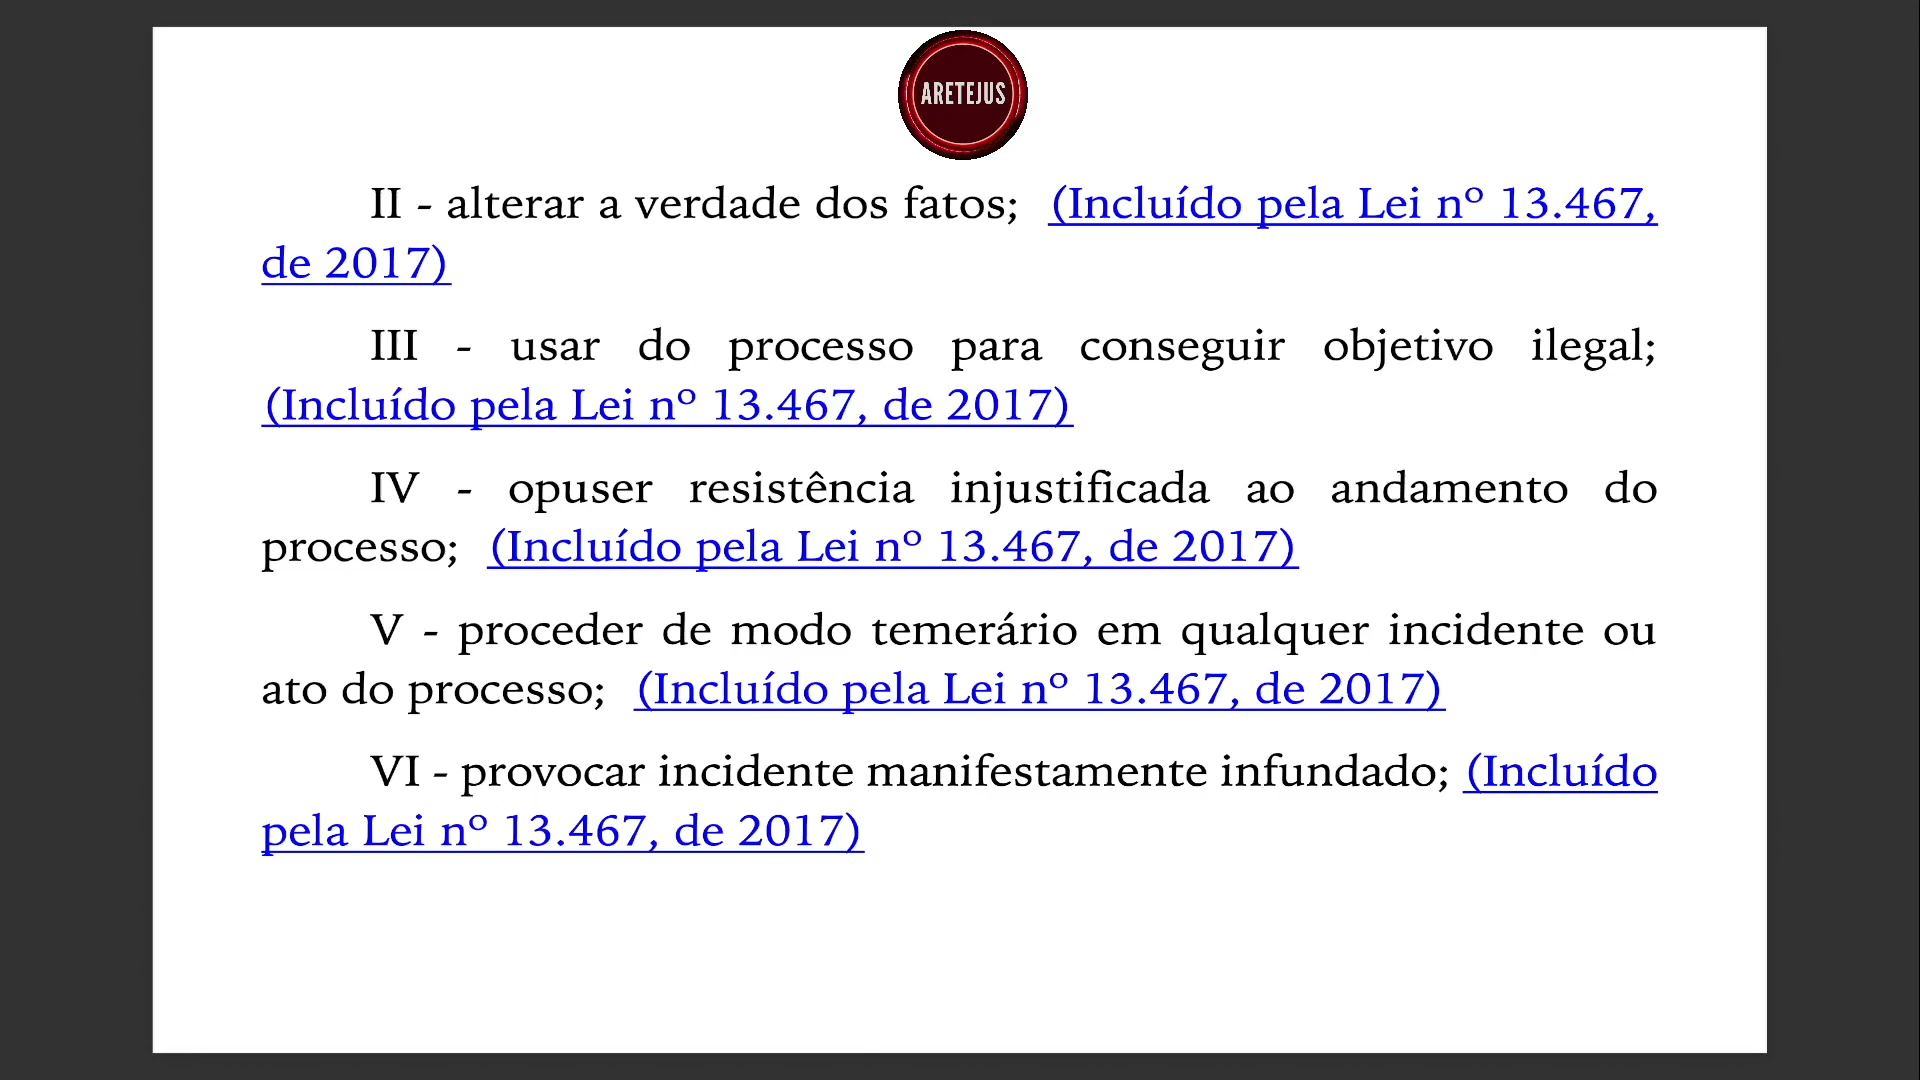 ARETEJUS
II - alterar a verdade dos fatos; (Incluído pela Lei nº 13.467,
de 2017)
III - usar do processo para conseguir objetivo ilegal;
(Incluído pela Lei nº 13.467, de 2017)
IV - opuser resistência injustificada ao andamento do
processo; (Incluído pela Lei nº 13.467, de 2017)
V - proceder de modo temerário em qualquer incidente ou
ato do processo; (Incluído pela Lei nº 13.467, de 2017)
VI - provocar incidente manifestamente infundado; (Incluído
pela Lei nº 13.467, de 2017)